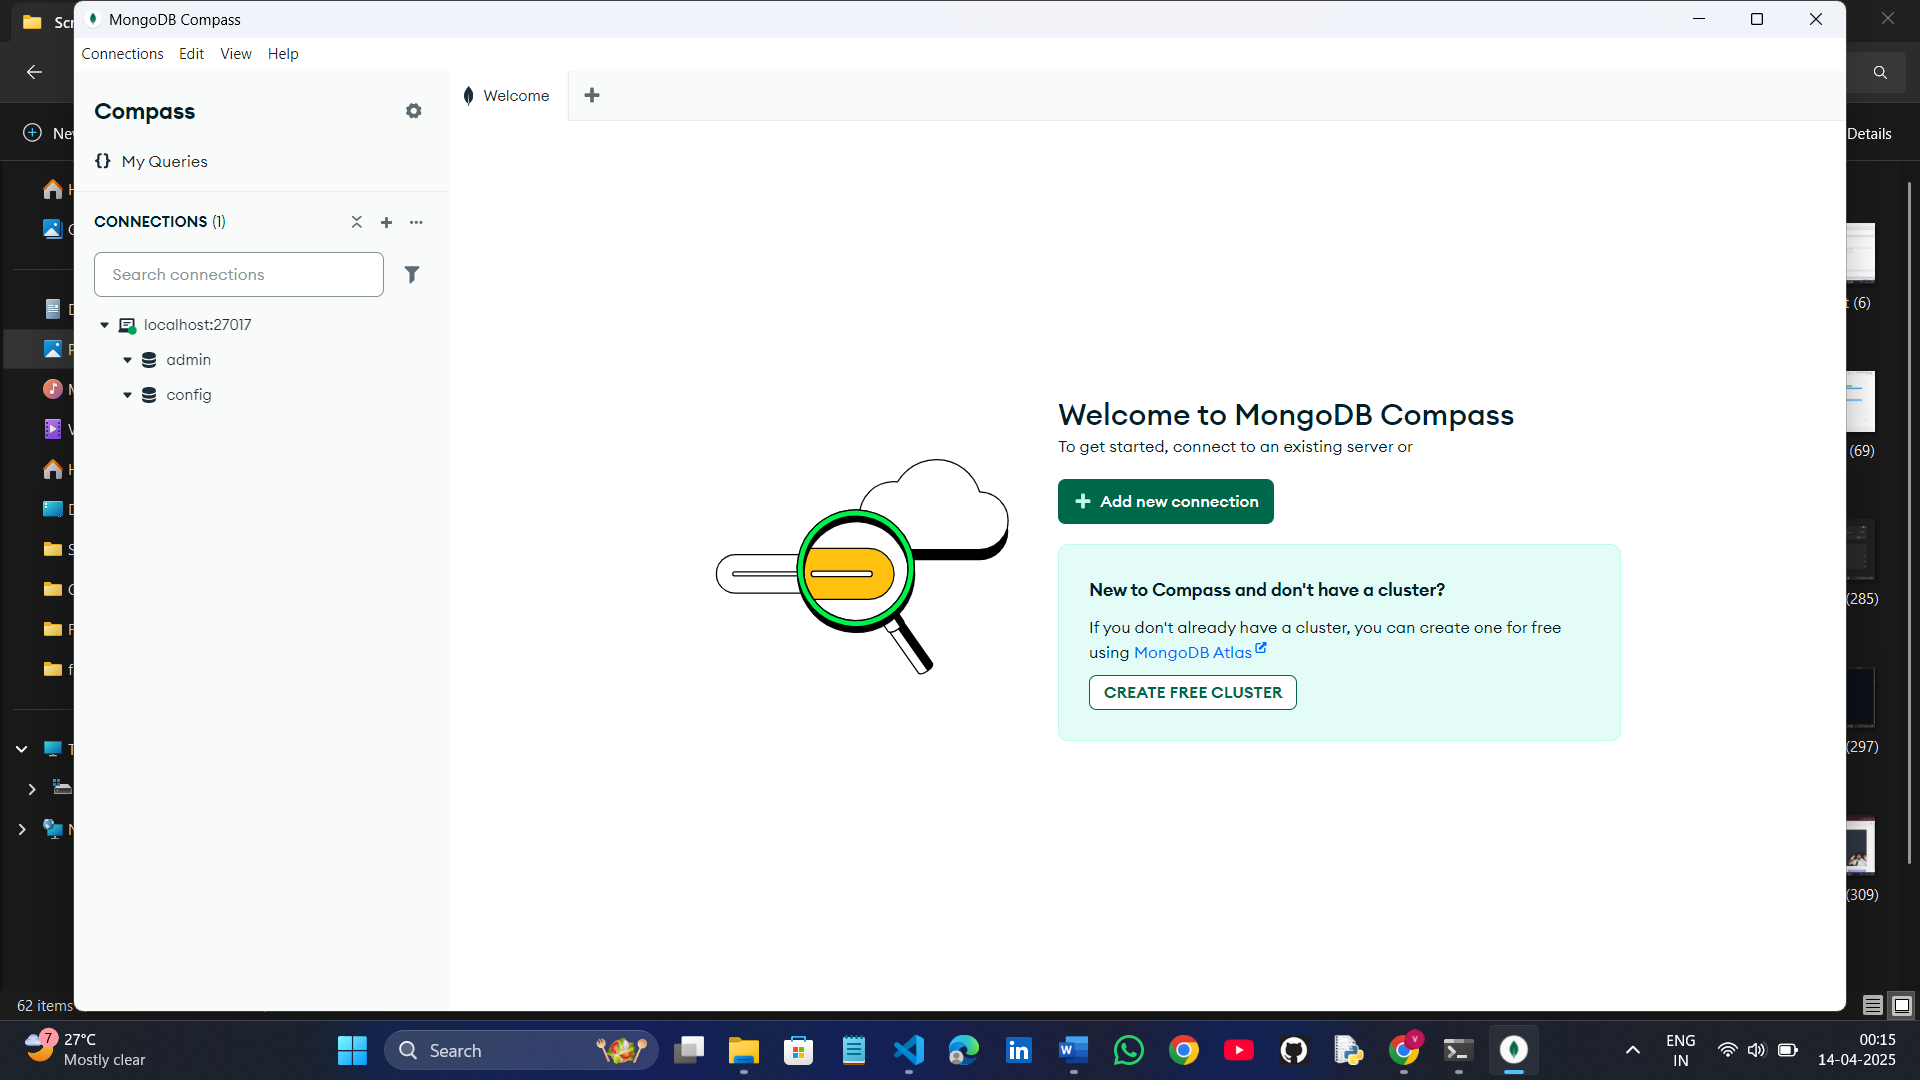 MongoDB Compass
Connections Edit View Help
Compass
Welcome
{} My Queries
Details
CONNECTIONS (1)
Search connections
localhost:27017
admin
config
Welcome to MongoDB Compass
To get started, connect to an existing server or
Add new connection
New to Compass and don't have a cluster?
If you don't already have a cluster, you can create one for free
using MongoDB Atlas
CREATE FREE CLUSTER
(6)
(69)
(285)
(297)
(309)
62 items
7
27°C
Mostly clear
Search
ENG
IN
00:15
14-04-2025